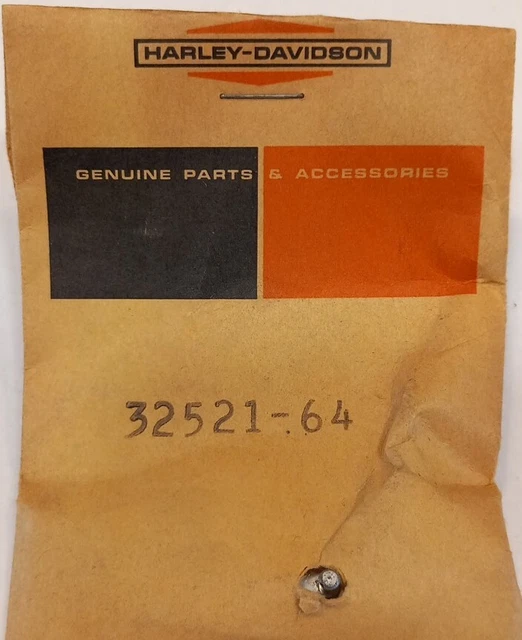 HARLEY-DAVIDSON
GENUINE PARTS & ACCESSORIES
32521-64